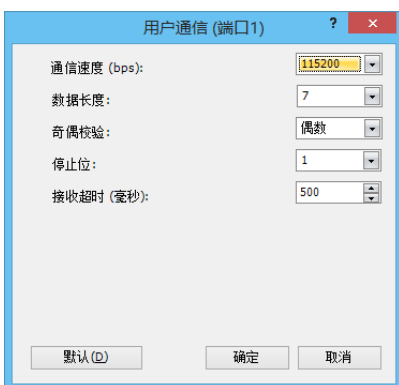 用户通信 (端口1)
?
×
通信速度 (bps): 115200
数据长度: 7
奇偶校验: 偶数
停止位: 1
接收超时 (毫秒): 500
默认(D) 确定 取消